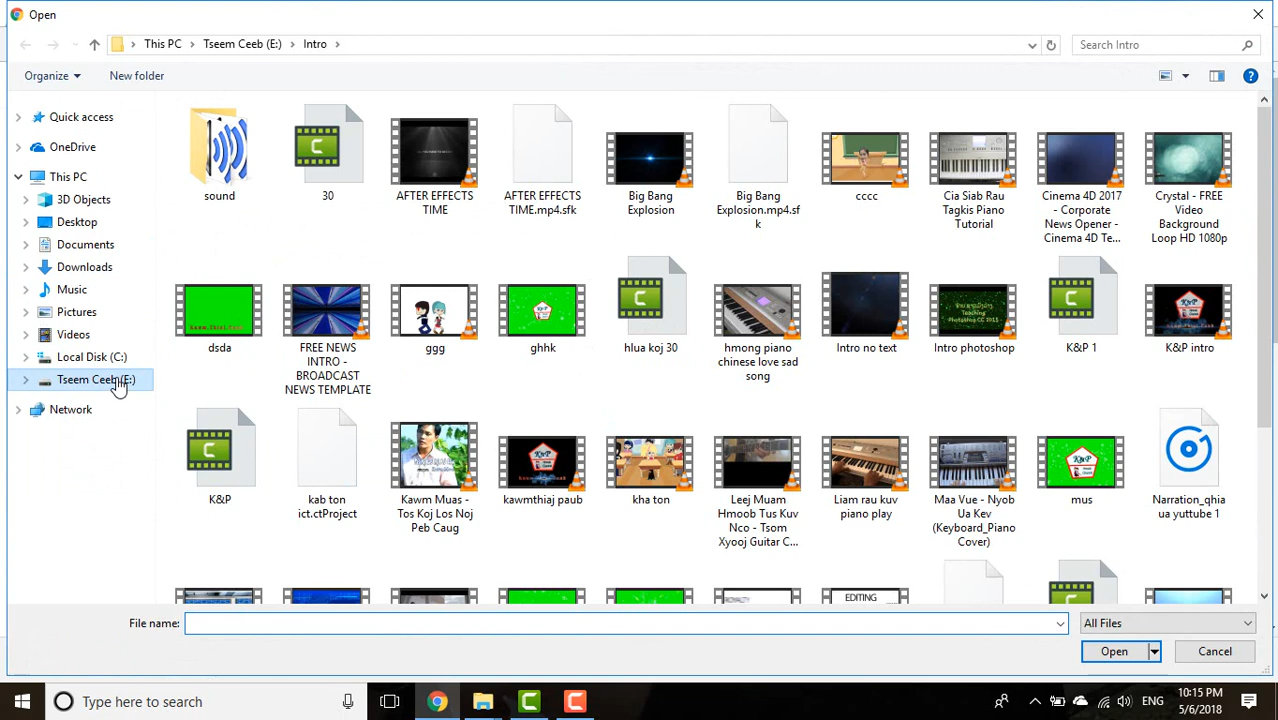 Open
This PC
Tseem Ceeb (E:)
Intro
Search Intro
Organize
New folder
Quick access
OneDrive
This PC
3D Objects
Desktop
Documents
Downloads
Music
Pictures
Videos
Local Disk (C:)
Tseem Ceeb (E:)
Network
sound
30
AFTER EFFECTS
TIME
AFTER EFFECTS
TIME.mp4.sfk
Big Bang
Explosion
Big Bang
Explosion.mp4.sf
k
cccc
Cia Siab Rau
Tagkis Piano
Tutorial
Cinema 4D 2017
- Corporate
News Opener -
Cinema 4D Te...
Crystal - FREE
Video
Background
Loop HD 1080p
dsda
FREE NEWS
INTRO -
BROADCAST
NEWS TEMPLATE
ggg
ghhk
hlua koj 30
hmong piano
chinese love sad
song
Intro no text
Intro photoshop
K&P 1
K&P intro
K&P
kab ton
ict.ctProject
Kawm Muas -
Tos Koj Los Noj
Peb Caug
kawmthiaj paub
kha ton
Leej Muam
Hmoob Tus Kuv
Nco - Tsom
Xyooj Guitar C...
Liam rau kuv
piano play
Maa Vue - Nyob
Ua Kev
(Keyboard_Piano
Cover)
mus
Narration_qhia
ua yuttube 1
EDITING
File name:
All Files
Open
Cancel
Type here to search
ENG
10:15 PM
5/6/2018